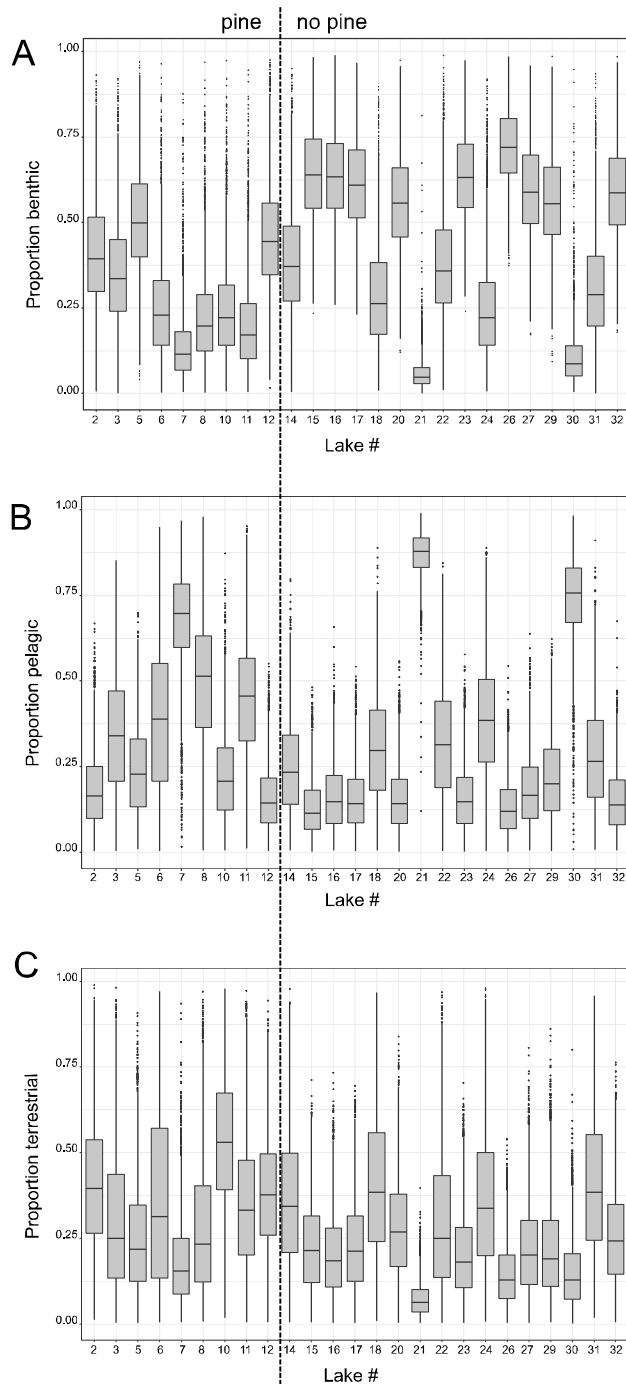 pine no pine
A
1.00
0.75
0.50
0.25
0.00
Proportion benthic
2 3 5 6 7 8 10 11 12 14 15 16 17 18 20 21 22 23 24 26 27 29 30 31 32
Lake #
B
1.00
0.75
0.50
0.25
0.00
Proportion pelagic
2 3 5 6 7 8 10 11 12 14 15 16 17 18 20 21 22 23 24 26 27 29 30 31 32
Lake #
C
1.00
0.75
0.50
0.25
0.00
Proportion terrestrial
2 3 5 6 7 8 10 11 12 14 15 16 17 18 20 21 22 23 24 26 27 29 30 31 32
Lake #